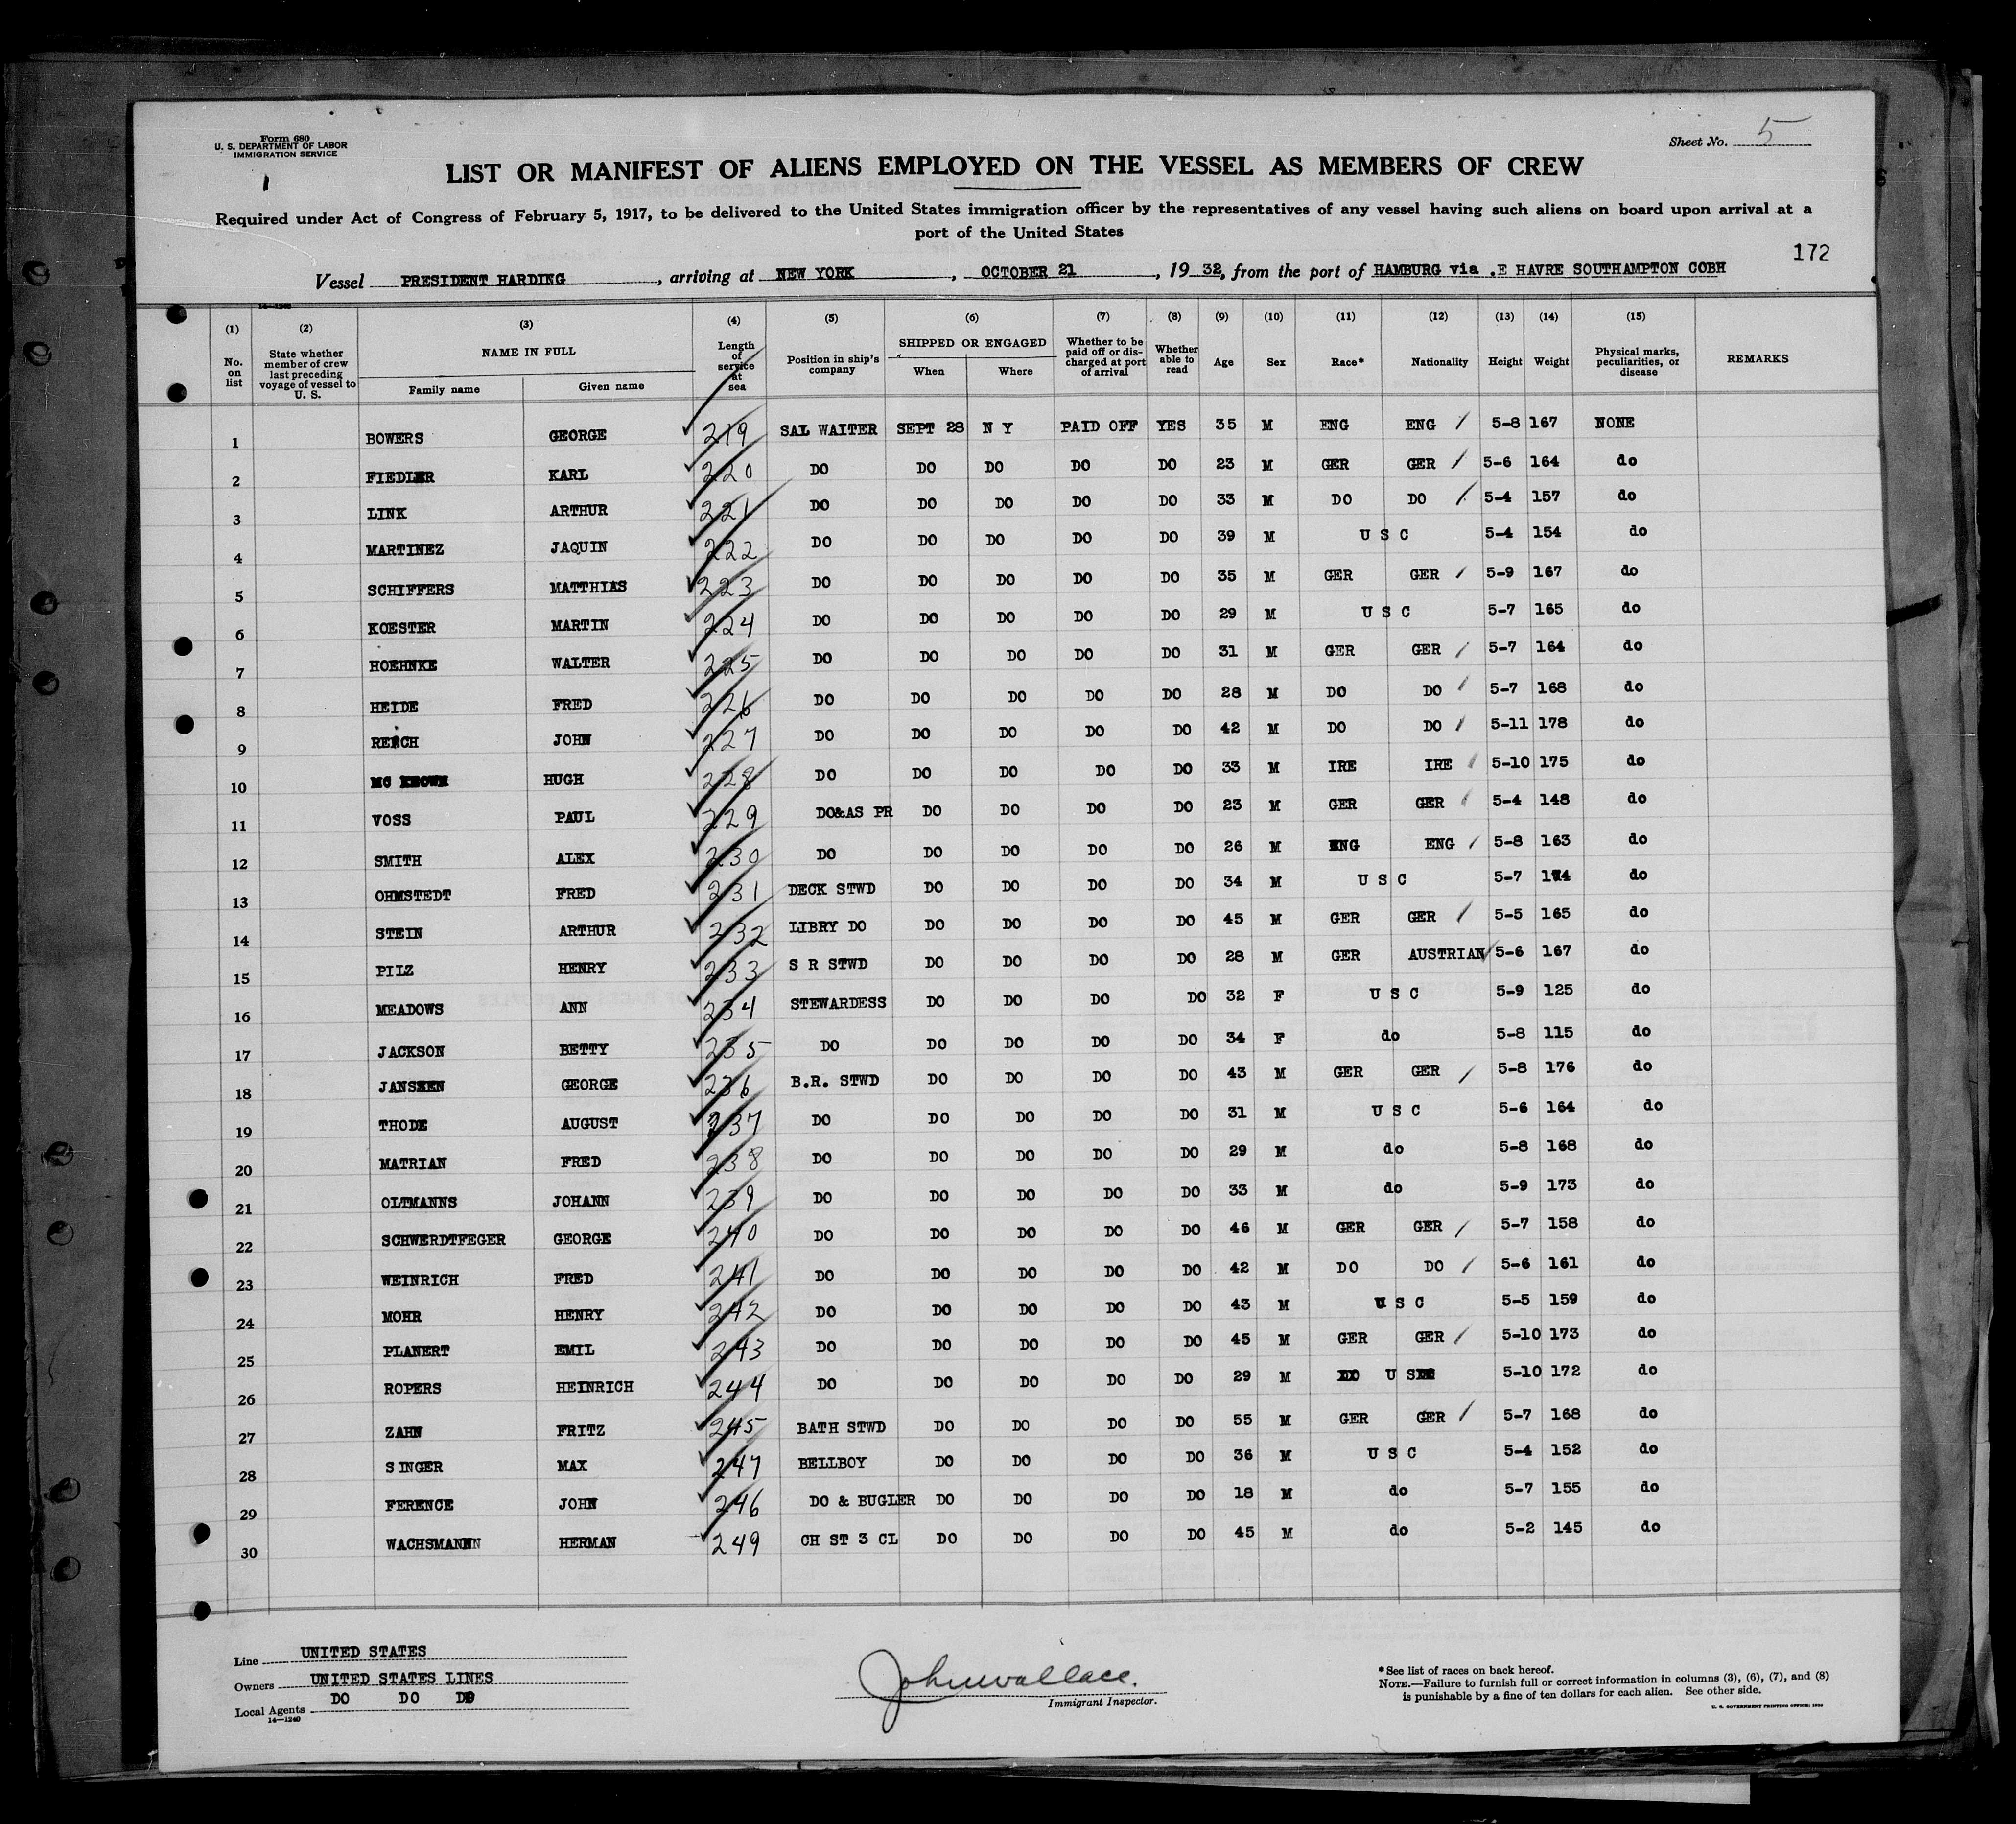 Form 680
U. S. DEPARTMENT OF LABOR
IMMIGRATION SERVICE
Sheet No. 5
LIST OR MANIFEST OF ALIENS EMPLOYED ON THE VESSEL AS MEMBERS OF CREW
Required under Act of Congress of February 5, 1917, to be delivered to the United States immigration officer by the representatives of any vessel having such aliens on board upon arrival at a
port of the United States
172
Vessel PRESIDENT HARDING, arriving at NEW YORK, OCTOBER 21, 1932, from the port of HAMBURG via .E HAVRE SOUTHAMPTON COBH
(1) (2) (3) (4) (5) (6) (7) (8) (9) (10) (11) (12) (13) (14) (15)
No. on list State whether member of crew last preceding voyage of vessel to U. S. NAME IN FULL Family name Given name Length of service at sea Position in ship's company SHIPPED OR ENGAGED When Where Whether to be paid off or discharged at port of arrival Whether able to read Age Sex Race* Nationality Height Weight Physical marks, peculiarities, or disease REMARKS
1 BOWERS GEORGE 219 SAL WAITER SEPT 28 N Y PAID OFF YES 35 M ENG ENG 5-8 167 NONE
2 FIEDLER KARL 220 DO DO DO DO DO 23 M GER GER 5-6 164 do
3 LINK ARTHUR 221 DO DO DO DO DO 33 M DO DO 5-4 157 do
4 MARTINEZ JAQUIN 222 DO DO DO DO DO 39 M U S C 5-4 154 do
5 SCHIFFERS MATTHIAS 223 DO DO DO DO DO 35 M GER GER 5-9 167 do
6 KOESTER MARTIN 224 DO DO DO DO DO 29 M U S C 5-7 165 do
7 HOEHNKE WALTER 225 DO DO DO DO DO 31 M GER GER 5-7 164 do
8 HEIDE FRED 226 DO DO DO DO DO 28 M DO DO 5-7 168 do
9 REICH JOHN 227 DO DO DO DO DO 42 M DO DO 5-11 178 do
10 MC HUGH 228 DO DO DO DO DO 33 M IRE IRE 5-10 175 do
11 VOSS PAUL 229 DO&AS PR DO DO DO DO 23 M GER GER 5-4 148 do
12 SMITH ALEX 230 DO DO DO DO DO 26 M ENG ENG 5-8 163 do
13 OHMSTEDT FRED 231 DECK STWD DO DO DO DO 34 M U S C 5-7 174 do
14 STEIN ARTHUR 232 LIBRY DO DO DO DO DO 45 M GER GER 5-5 165 do
15 PILZ HENRY 233 S R STWD DO DO DO DO 28 M GER AUSTRIAN 5-6 167 do
16 MEADOWS ANN 234 STEWARDESS DO DO DO DO 32 F U S C 5-9 125 do
17 JACKSON BETTY 235 DO DO DO DO DO 34 F do 5-8 115 do
18 JANSEN GEORGE 236 B.R. STWD DO DO DO DO 43 M GER GER 5-8 176 do
19 THODE AUGUST 237 DO DO DO DO DO 31 M U S C 5-6 164 do
20 MATRIAN FRED 238 DO DO DO DO DO 29 M do 5-8 168 do
21 OLTMANNS JOHANN 239 DO DO DO DO DO 33 M do 5-9 173 do
22 SCHWERDTFEGER GEORGE 240 DO DO DO DO DO 46 M GER GER 5-7 158 do
23 WEINRICH FRED 241 DO DO DO DO DO 42 M DO DO 5-6 161 do
24 MOHR HENRY 242 DO DO DO DO DO 43 M U S C 5-5 159 do
25 PLANERT EMIL 243 DO DO DO DO DO 45 M GER GER 5-10 173 do
26 ROPERS HEINRICH 244 DO DO DO DO DO 29 M U S 5-10 172 do
27 ZAHN FRITZ 245 BATH STWD DO DO DO DO 55 M GER GER 5-7 168 do
28 SINGER MAX 247 BELLBOY DO DO DO DO 36 M U S C 5-4 152 do
29 FERENCE JOHN 246 DO & BUGLER DO DO DO DO 18 M do 5-7 155 do
30 WACHSMANNN HERMAN 249 CH ST 3 CL DO DO DO DO 45 M do 5-2 145 do
Line UNITED STATES
Owners UNITED STATES LINES
Local Agents DO DO DO
14-1240
John Wallace.
Immigrant Inspector.
*See list of races on back hereof.
NOTE.—Failure to furnish full or correct information in columns (3), (6), (7), and (8)
is punishable by a fine of ten dollars for each alien. See other side.
U. S. GOVERNMENT PRINTING OFFICE: